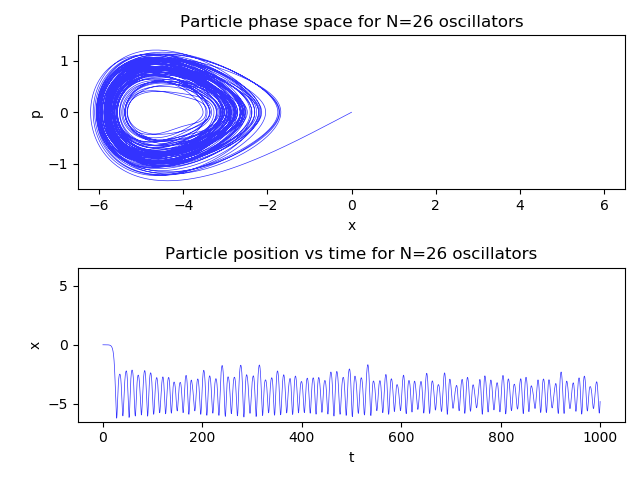 Particle phase space for N=26 oscillators
1
0
−1
p
−6 −4 −2 0 2 4 6
x
Particle position vs time for N=26 oscillators
5
0
−5
x
0 200 400 600 800 1000
t